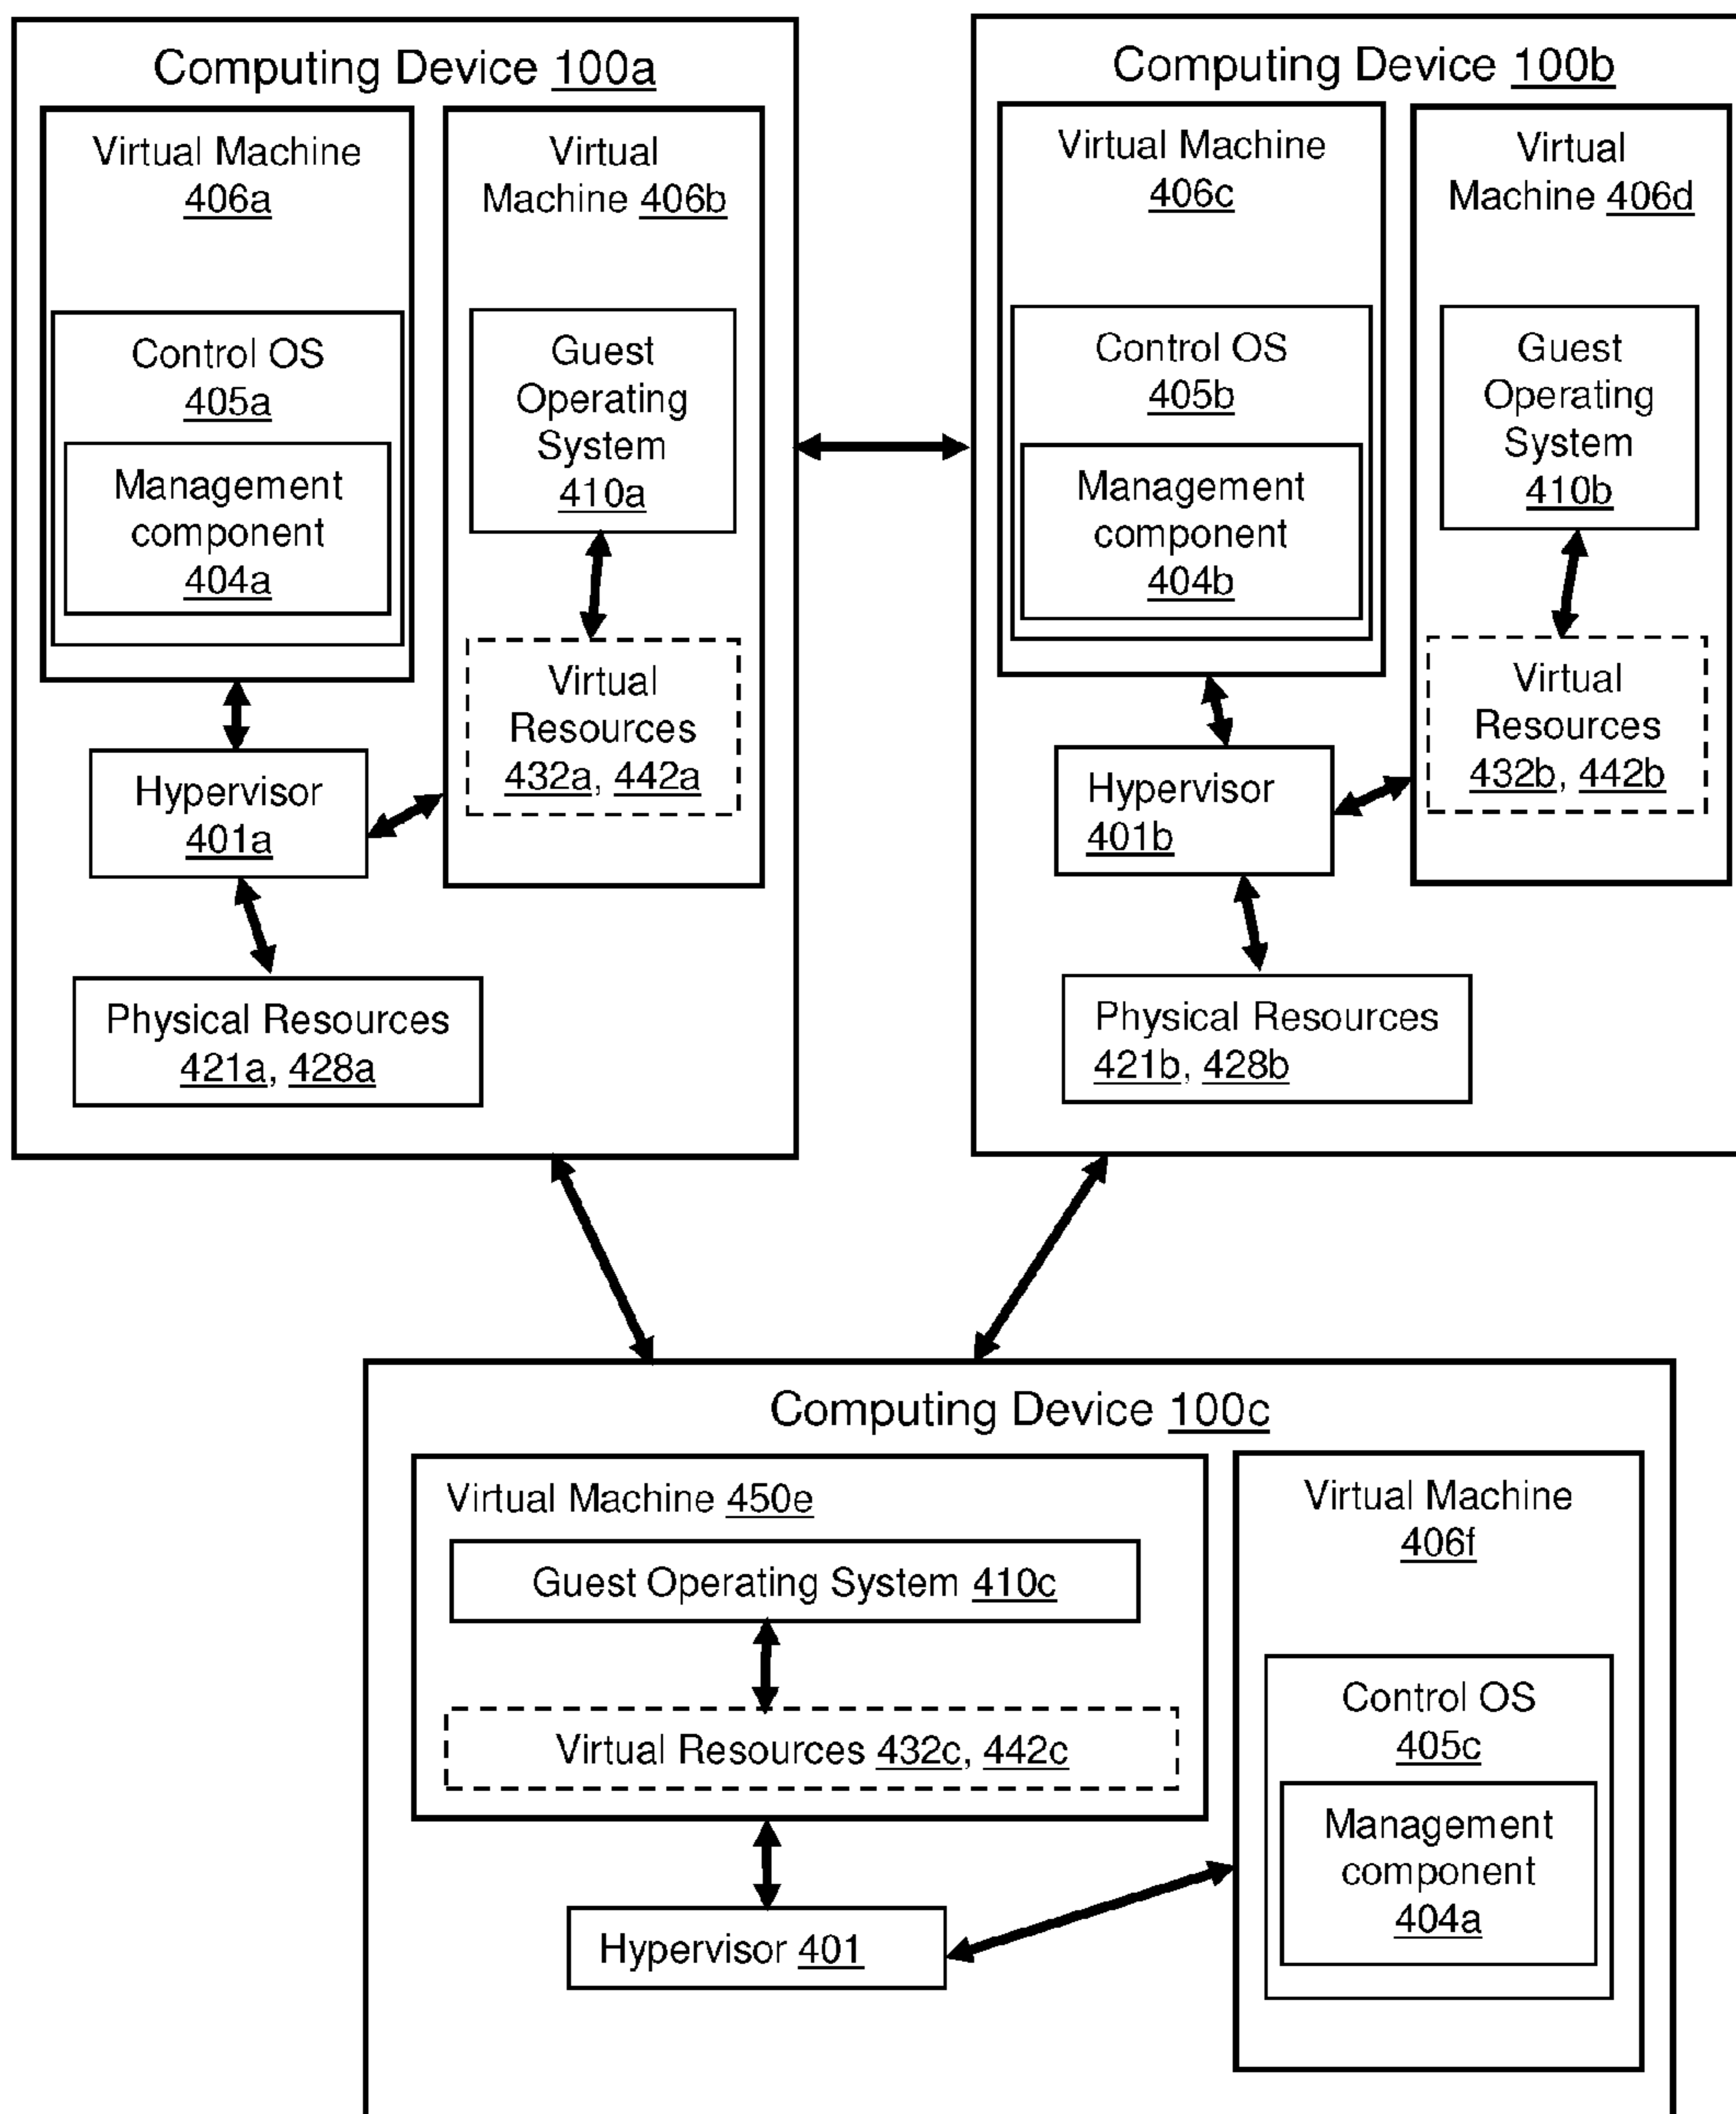 Computing Device 100a
Virtual Machine
406a
Control OS
405a
Management
component
404a
Virtual
Machine 406b
Guest
Operating
System
410a
Virtual
Resources
432a, 442a
Hypervisor
401a
Physical Resources
421a, 428a
Computing Device 100b
Virtual Machine
406c
Control OS
405b
Management
component
404b
Virtual
Machine 406d
Guest
Operating
System
410b
Virtual
Resources
432b, 442b
Hypervisor
401b
Physical Resources
421b, 428b
Computing Device 100c
Virtual Machine 450e
Guest Operating System 410c
Virtual Resources 432c, 442c
Hypervisor 401
Virtual Machine
406f
Control OS
405c
Management
component
404a